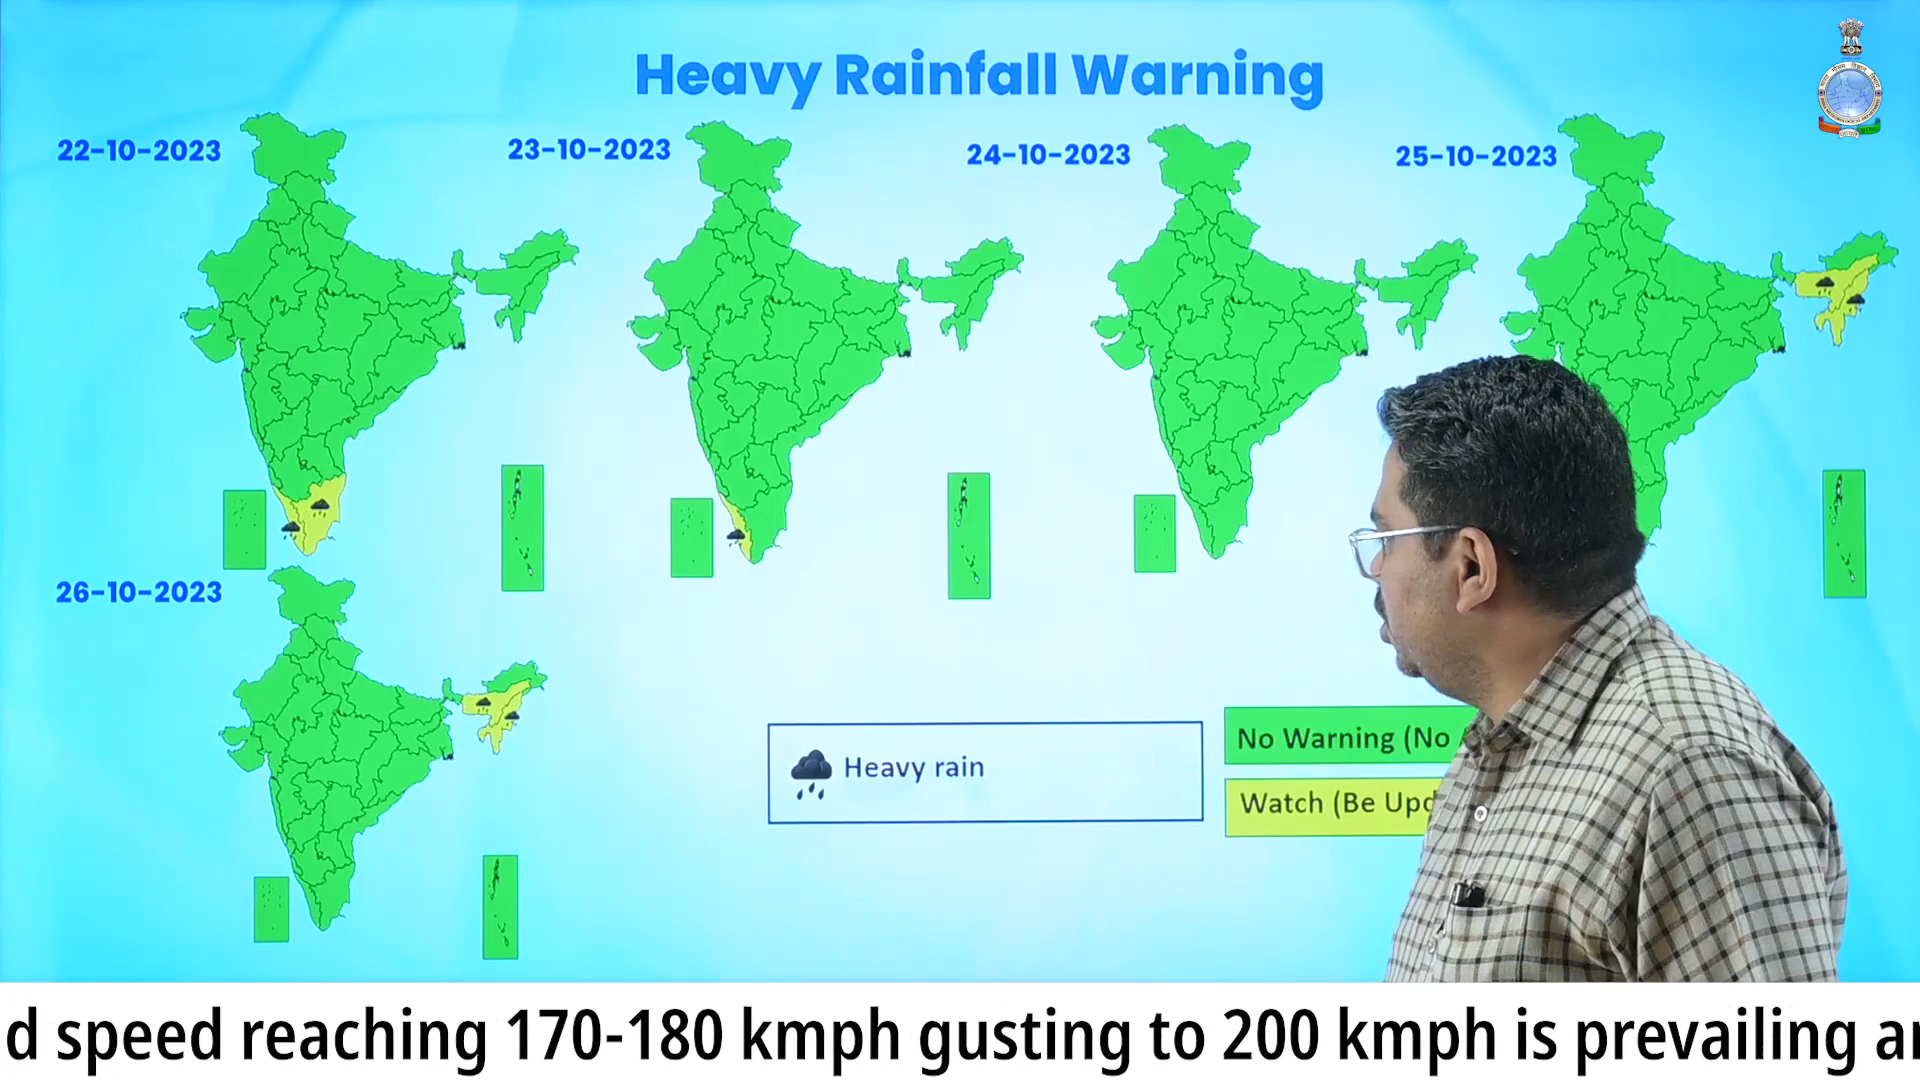 Heavy Rainfall Warning
22-10-2023
23-10-2023
24-10-2023
25-10-2023
26-10-2023
Heavy rain
No Warning (No
Watch (Be Upd
d speed reaching 170-180 kmph gusting to 200 kmph is prevailing ar